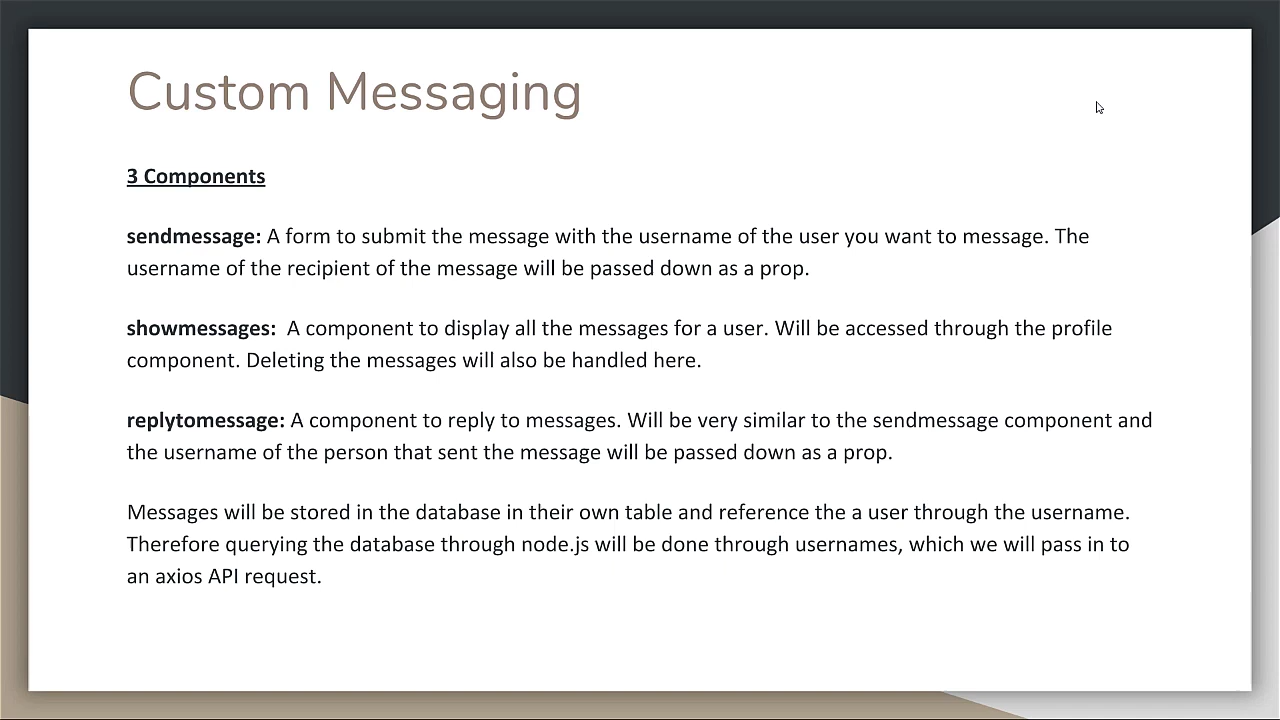 Custom Messaging
3 Components
sendmessage: A form to submit the message with the username of the user you want to message. The
username of the recipient of the message will be passed down as a prop.
showmessages:  A component to display all the messages for a user. Will be accessed through the profile
component. Deleting the messages will also be handled here.
replytomessage: A component to reply to messages. Will be very similar to the sendmessage component and
the username of the person that sent the message will be passed down as a prop.
Messages will be stored in the database in their own table and reference the a user through the username.
Therefore querying the database through node.js will be done through usernames, which we will pass in to
an axios API request.